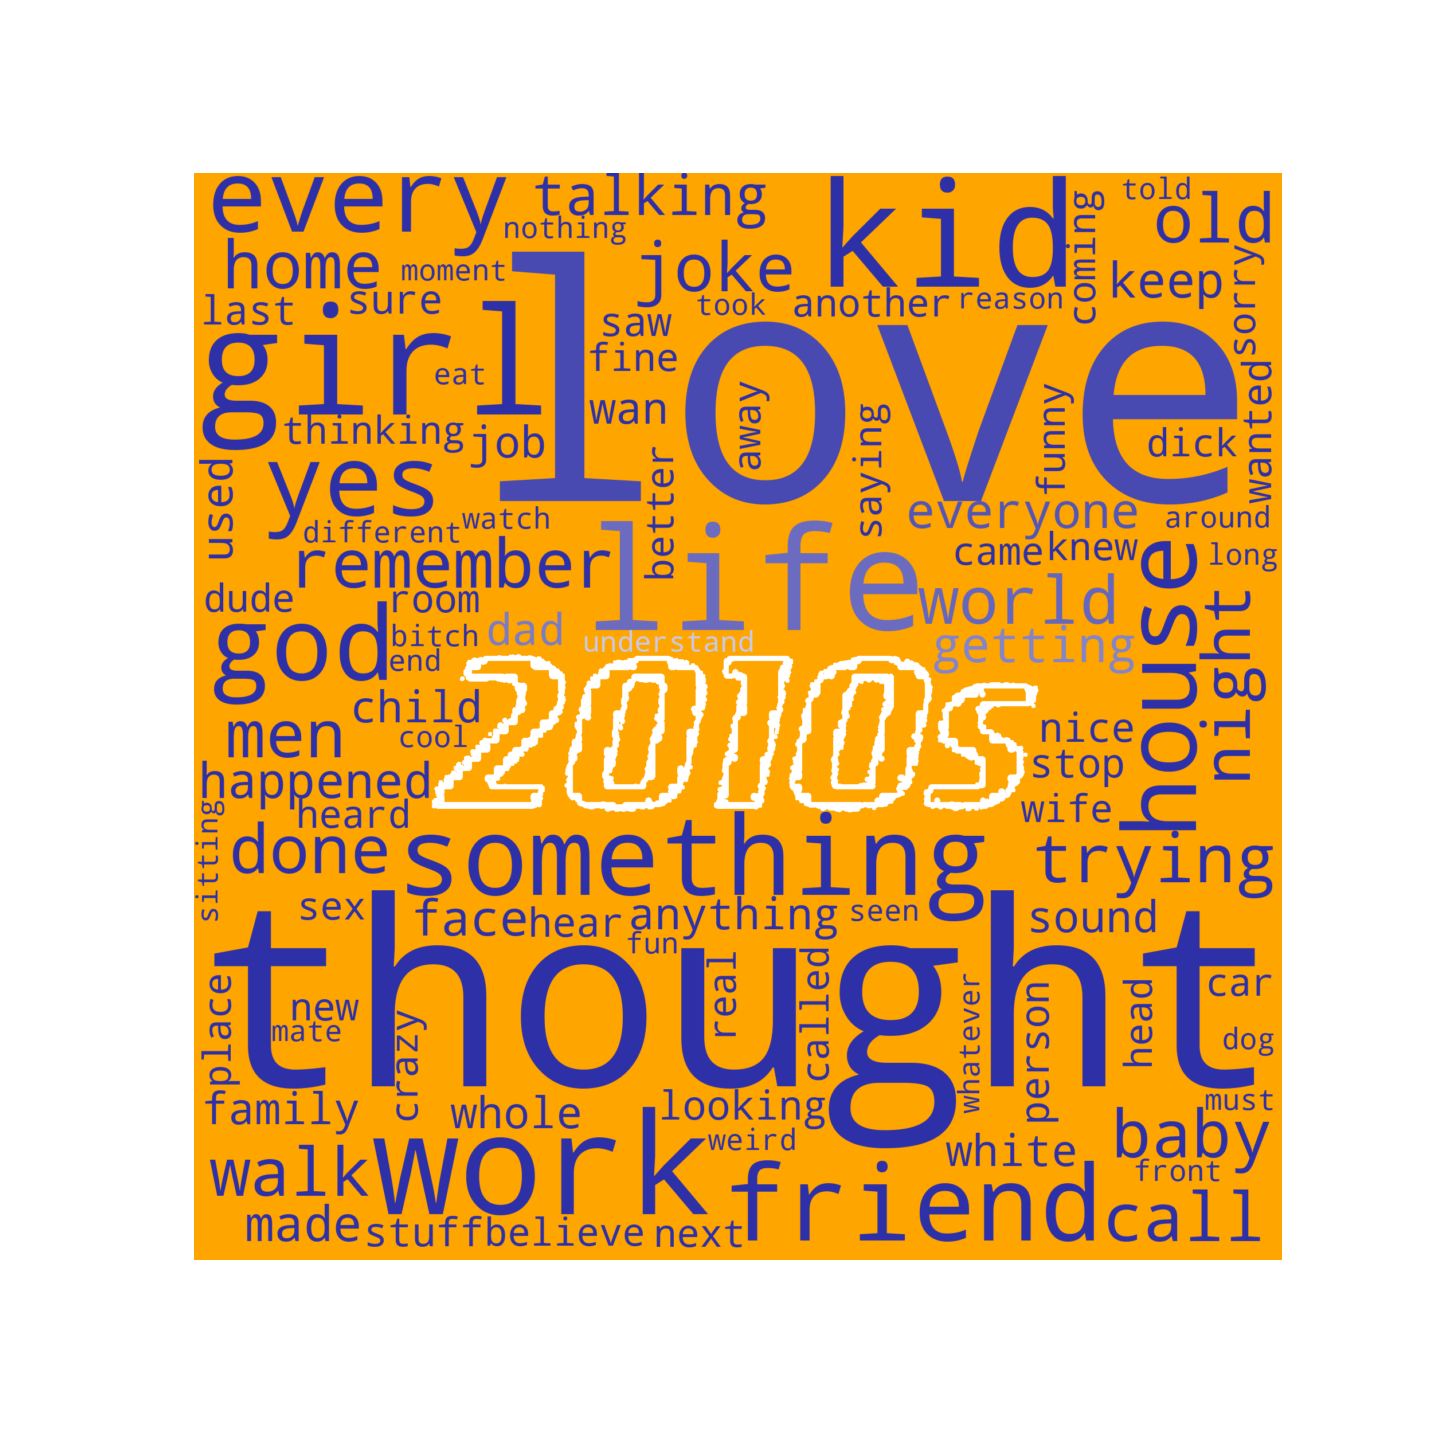 every
talking
kid
told
old
nothing
coming
home
moment
joke
keep
sorry
love
last
sure
took
another
reason
saw
girl
fine
eat
wan
away
saying
funny
wanted
thinking
job
dick
yes
used
better
different
watch
everyone
around
remember
life
came
knew
house
long
dude
room
world
night
god
bitch
dad
understand
getting
end
2010s
child
men
cool
nice
stop
happened
heard
wife
sitting
done
something
trying
sex
face
hear
anything
seen
sound
fun
thought
place
new
mate
crazy
real
called
whatever
person
head
car
dog
family
whole
looking
must
work
weird
white
baby
walk
friend
front
call
made
stuff
believe
next